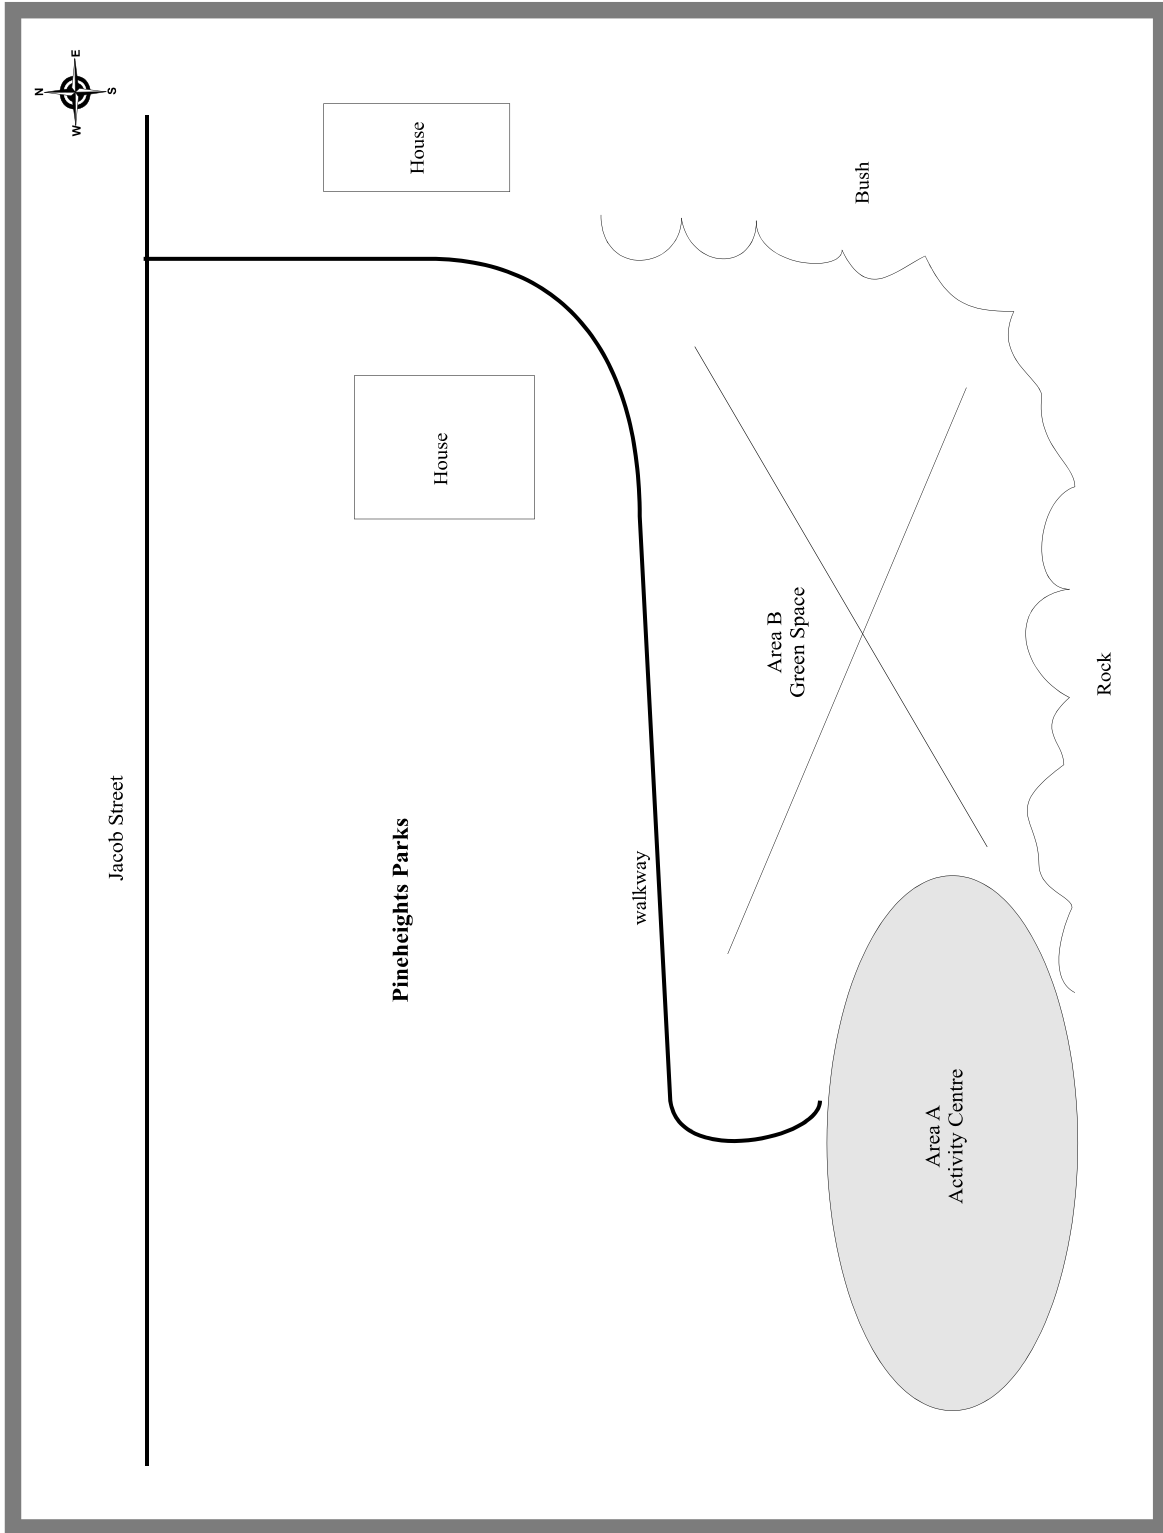 N
E
S
W
Jacob Street
House
House
Bush
Pineheights Parks
walkway
Area B
Green Space
Rock
Area A
Activity Centre